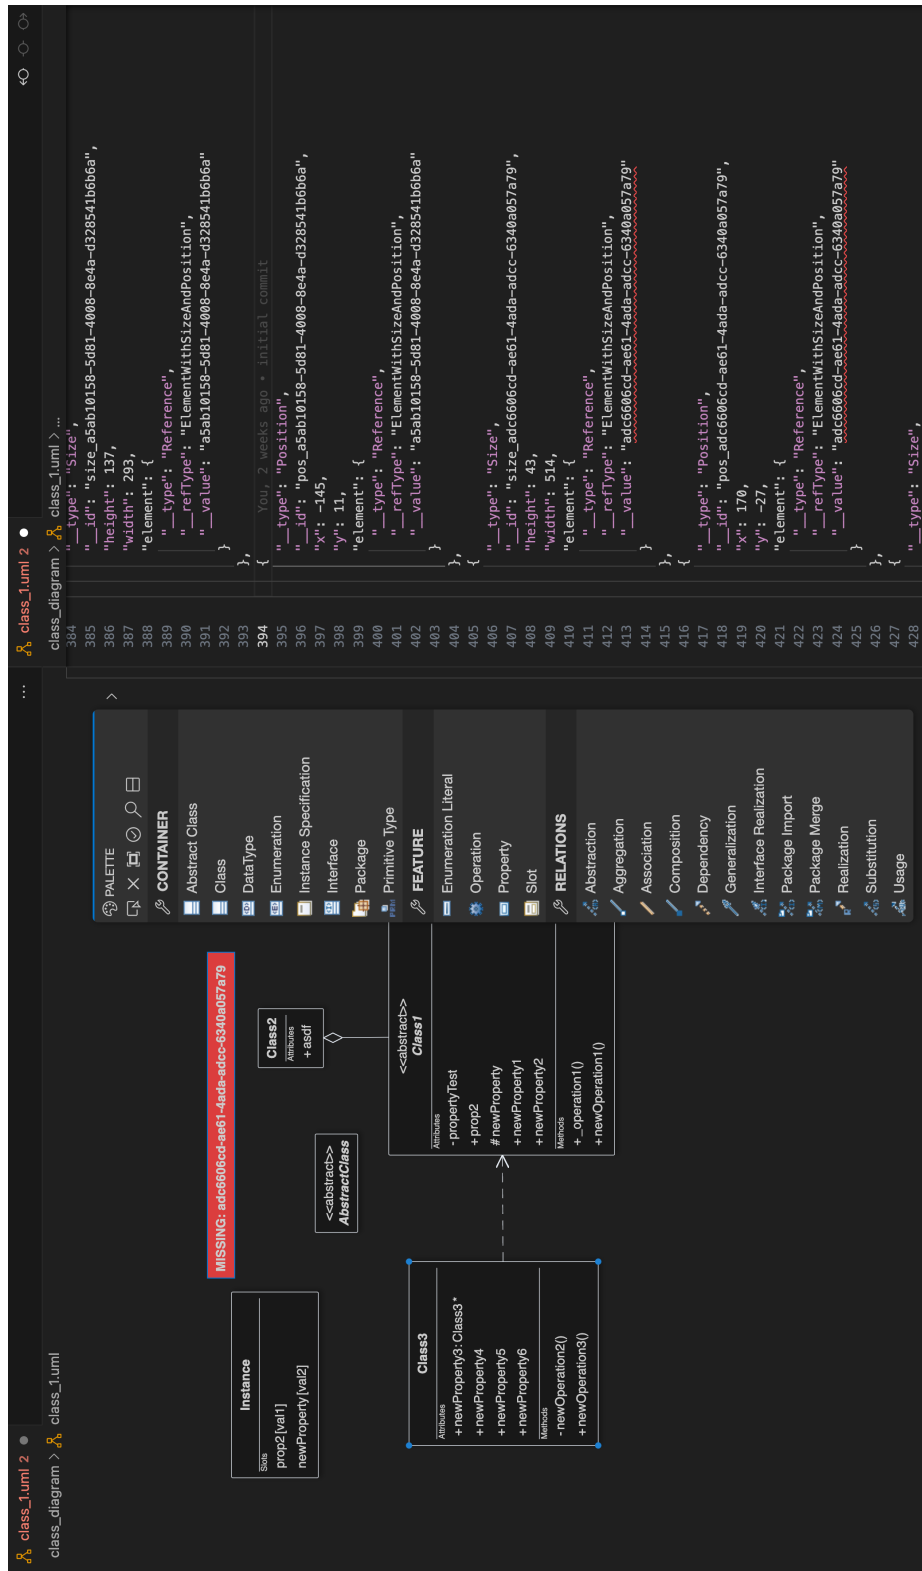 class_1.uml 2
class_diagram > class_1.uml
...
Instance
Slots
prop2[val1]
newProperty[val2]
MISSING: adc6606cd-ae61-4ada-adcc-6340a057a79
<<abstract>>
AbstractClass
Class2
Attributes
+asdf
<<abstract>>
Class1
Attributes
-propertyTest
+prop2
#newProperty
+newProperty1
+newProperty2
Methods
+_operation1()
+newOperation1()
Class3
Attributes
+newProperty3: Class3*
+newProperty4
+newProperty5
+newProperty6
Methods
-newOperation2()
+newOperation3()
PALETTE
CONTAINER
Abstract Class
Class
DataType
Enumeration
Instance Specification
Interface
Package
Primitive Type
FEATURE
Enumeration Literal
Operation
Property
Slot
RELATIONS
Abstraction
Aggregation
Association
Composition
Dependency
Generalization
Interface Realization
Package Import
Package Merge
Realization
Substitution
Usage
class_1.uml 2
class_diagram > class_1.uml > ...
384 "__type": "Size",
385 "__id": "size_a5ab10158-5d81-4008-8e4a-d328541b6b6a",
386 "height": 137,
387 "width": 293,
388 "element": {
389 "__type": "Reference",
390 "__refType": "ElementWithSizeAndPosition",
391 "__value": "a5ab10158-5d81-4008-8e4a-d328541b6b6a"
392 }
393 },
394 { You, 2 weeks ago • initial commit
395 "__type": "Position",
396 "__id": "pos_a5ab10158-5d81-4008-8e4a-d328541b6b6a",
397 "x": -145,
398 "y": 11,
399 "element": {
400 "__type": "Reference",
401 "__refType": "ElementWithSizeAndPosition",
402 "__value": "a5ab10158-5d81-4008-8e4a-d328541b6b6a"
403 }
404 },
405 {
406 "__type": "Size",
407 "__id": "size_adc6606cd-ae61-4ada-adcc-6340a057a79",
408 "height": 43,
409 "width": 514,
410 "element": {
411 "__type": "Reference",
412 "__refType": "ElementWithSizeAndPosition",
413 "__value": "adc6606cd-ae61-4ada-adcc-6340a057a79"
414 }
415 },
416 {
417 "__type": "Position",
418 "__id": "pos_adc6606cd-ae61-4ada-adcc-6340a057a79",
419 "x": 170,
420 "y": -27,
421 "element": {
422 "__type": "Reference",
423 "__refType": "ElementWithSizeAndPosition",
424 "__value": "adc6606cd-ae61-4ada-adcc-6340a057a79"
425 }
426 },
427 {
428 "__type": "Size",